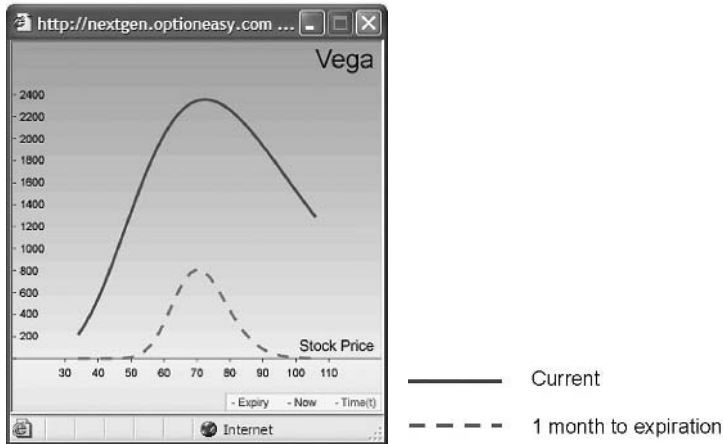 http://nextgen.optioneasy.com ...
Vega
2400
2200
2000
1800
1600
1400
1200
1000
800
600
400
200
Stock Price
30 40 50 60 70 80 90 100 110
- Expiry - Now - Time(t)
Internet
Current
1 month to expiration